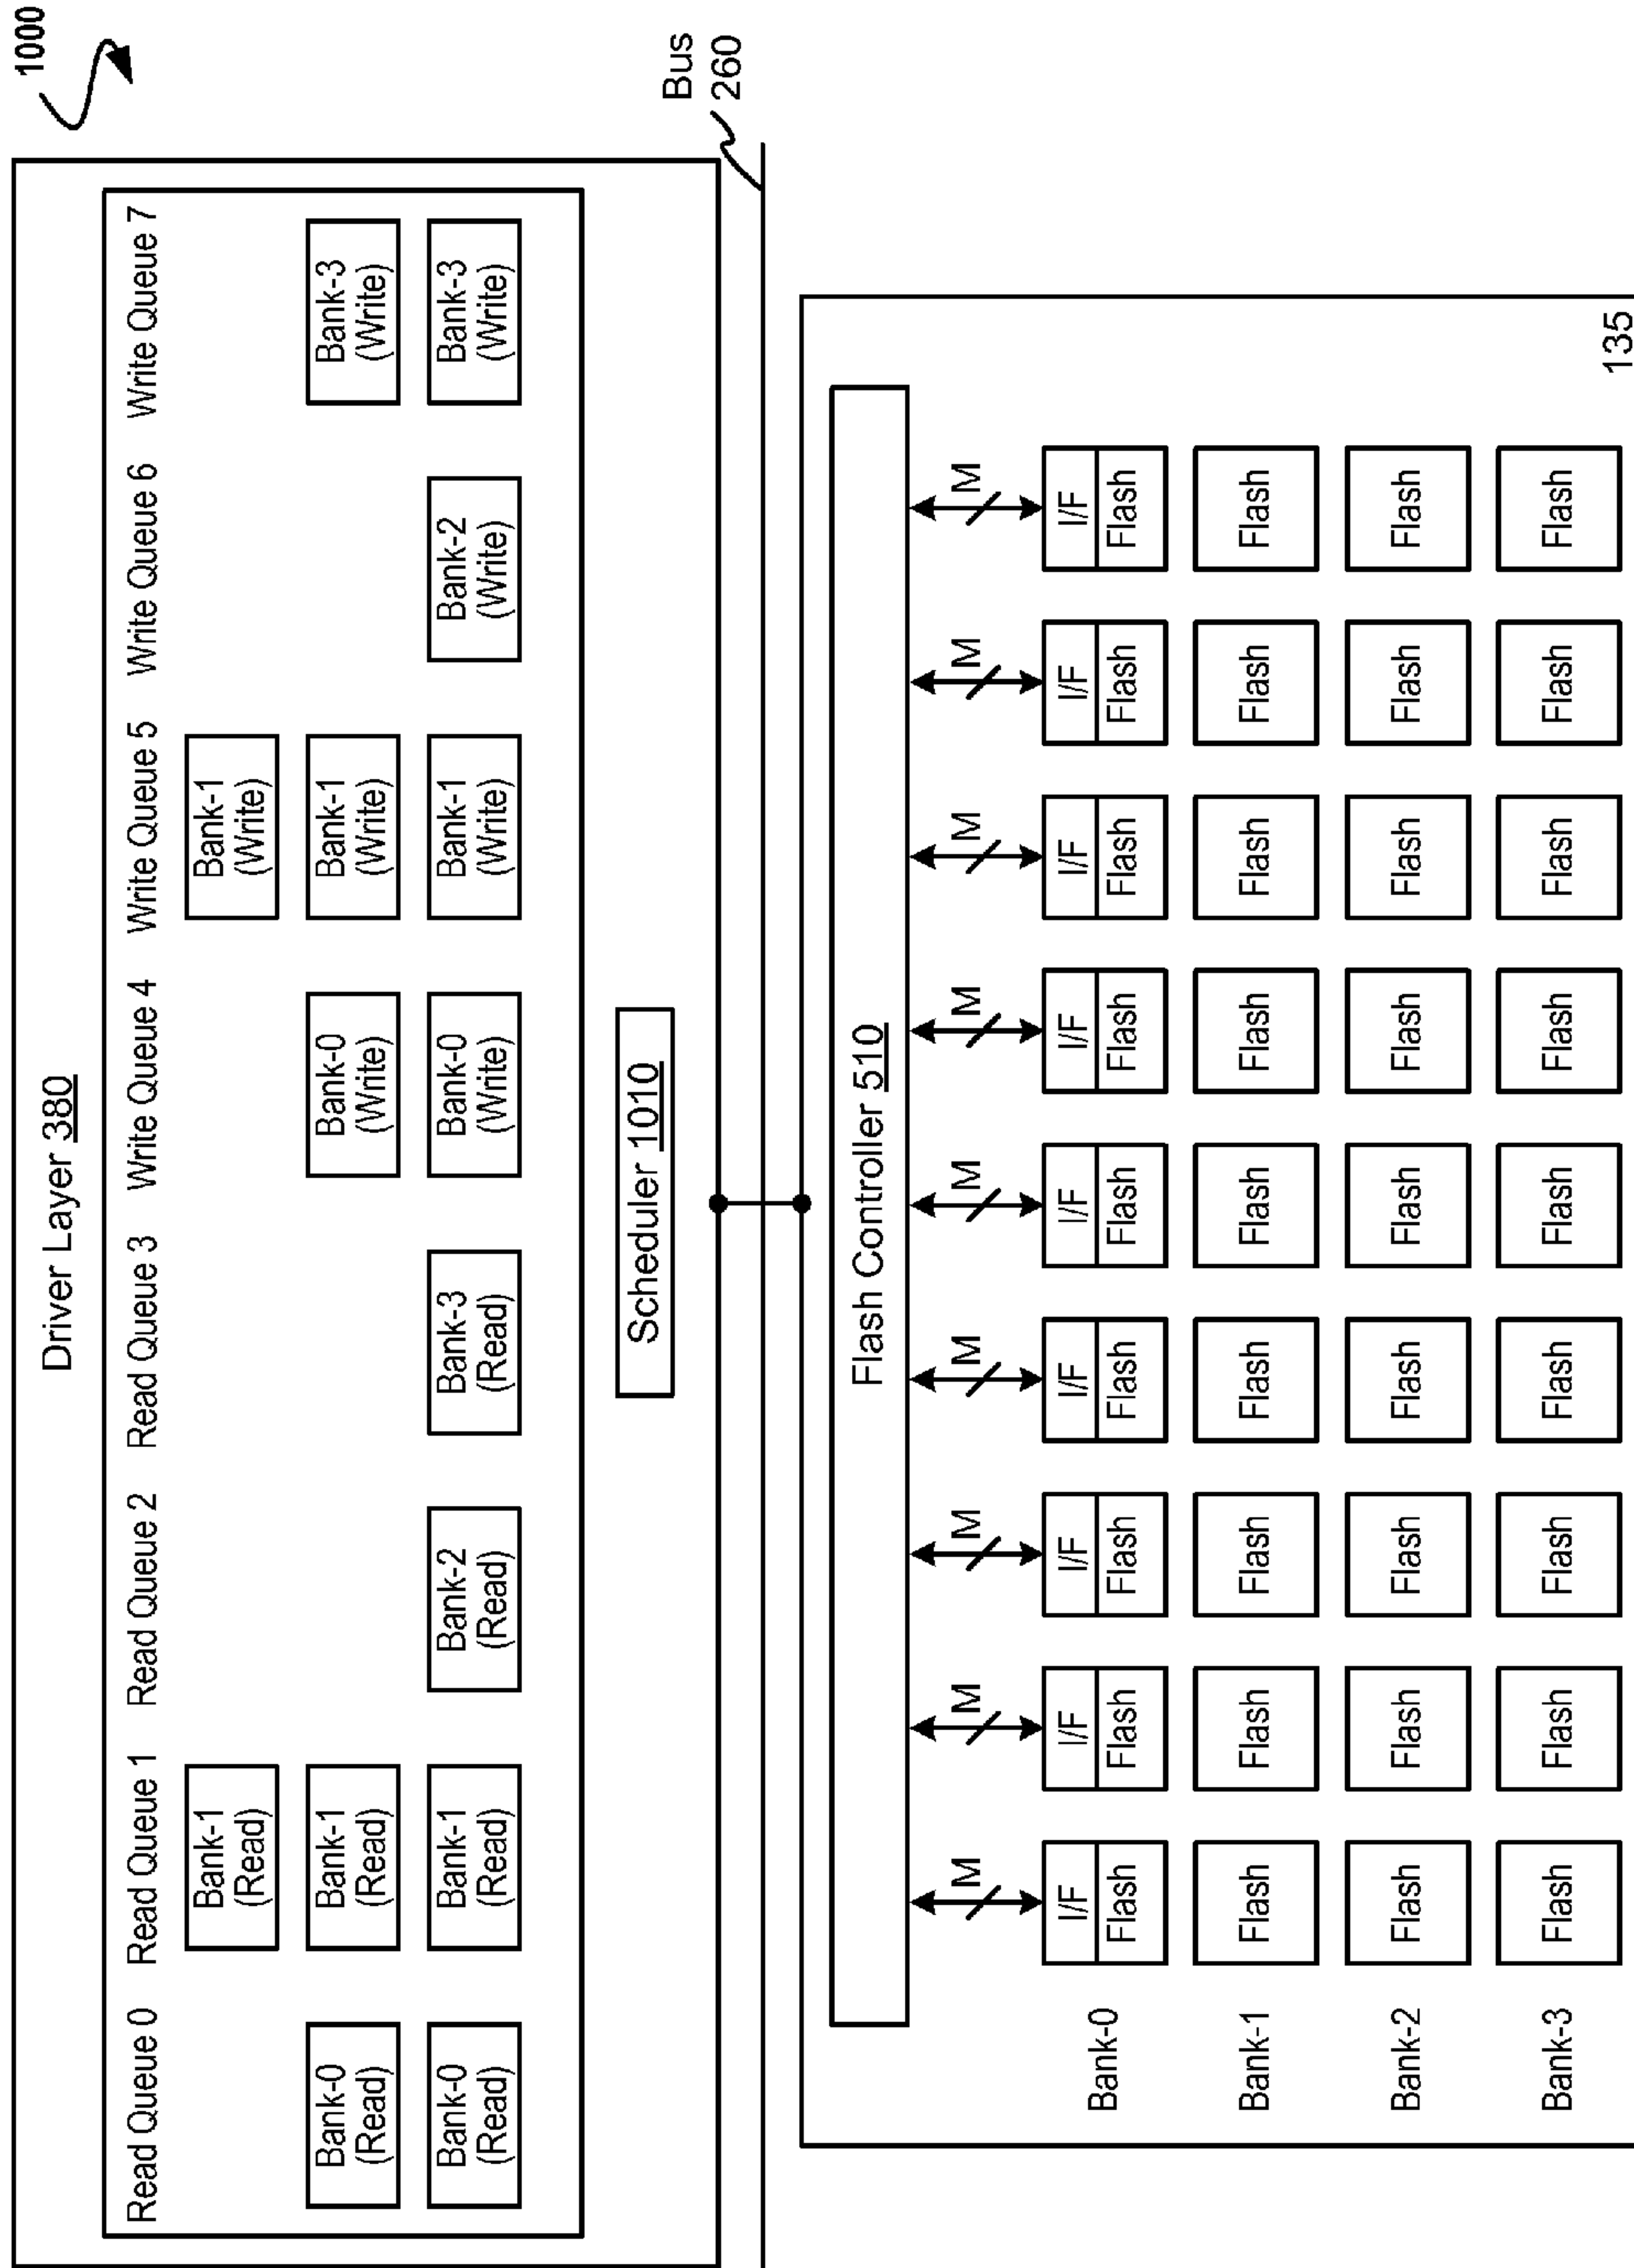 1000
Driver Layer 380
Read Queue 0 Read Queue 1 Read Queue 2 Read Queue 3 Write Queue 4 Write Queue 5 Write Queue 6 Write Queue 7
Bank-1 Bank-1
(Read) (Write)
Bank-0 Bank-1 Bank-0 Bank-1 Bank-3
(Read) (Read) (Write) (Write) (Write)
Bank-0 Bank-1 Bank-2 Bank-3 Bank-0 Bank-1 Bank-2 Bank-3
(Read) (Read) (Read) (Read) (Write) (Write) (Write) (Write)
Scheduler 1010
Bus
260
Flash Controller 510
M M M M M M M M M
I/F I/F I/F I/F I/F I/F I/F I/F I/F
Bank-0 Flash Flash Flash Flash Flash Flash Flash Flash Flash
Bank-1 Flash Flash Flash Flash Flash Flash Flash Flash Flash
Bank-2 Flash Flash Flash Flash Flash Flash Flash Flash Flash
Bank-3 Flash Flash Flash Flash Flash Flash Flash Flash Flash
135